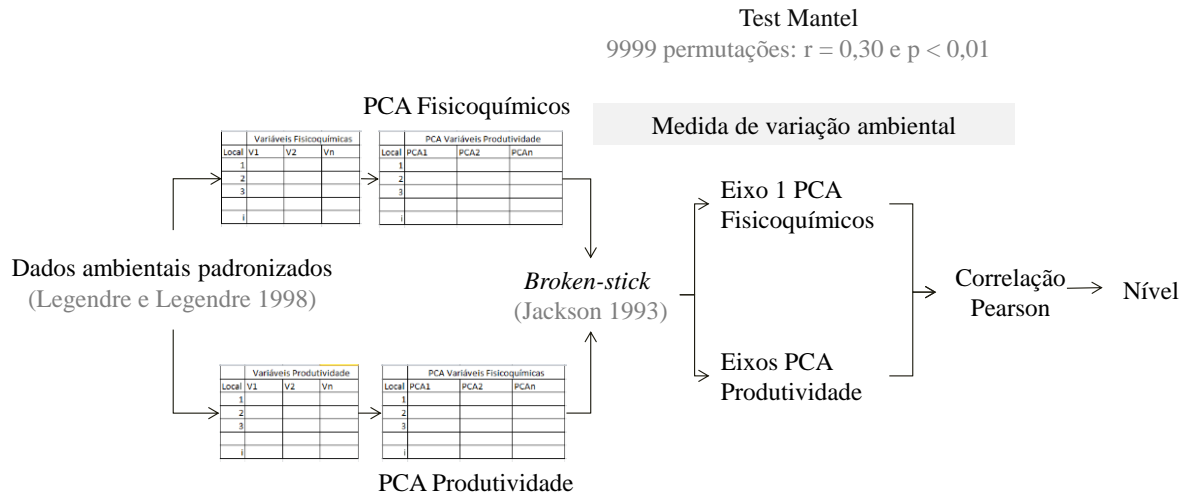 Test Mantel
9999 permutações: r = 0,30 e p < 0,01
PCA Fisicoquímicos
Medida de variação ambiental
Variáveis Fisicoquímicas
Local V1 V2 Vn
1
2
3
i
PCA Variáveis Produtividade
Local PCA1 PCA2 PCAn
1
2
3
i
Eixo 1 PCA
Fisicoquímicos
Dados ambientais padronizados
(Legendre e Legendre 1998)
Broken-stick
(Jackson 1993)
Correlação
Pearson
Nível
Variáveis Produtividade
Local V1 V2 Vn
1
2
3
i
PCA Variáveis Fisicoquímicas
Local PCA1 PCA2 PCAn
1
2
3
i
Eixos PCA
Produtividade
PCA Produtividade